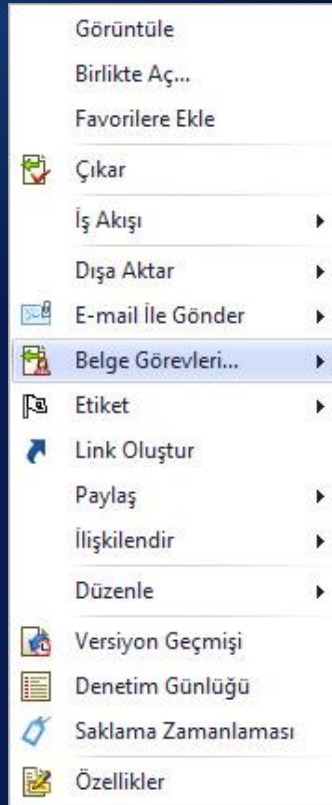 Görüntüle
Birlikte Aç...
Favorilere Ekle
Çıkar
İş Akışı
Dışa Aktar
E-mail İle Gönder
Belge Görevleri...
Etiket
Link Oluştur
Paylaş
İlişkilendir
Düzenle
Versiyon Geçmişi
Denetim Günlüğü
Saklama Zamanlaması
Özellikler